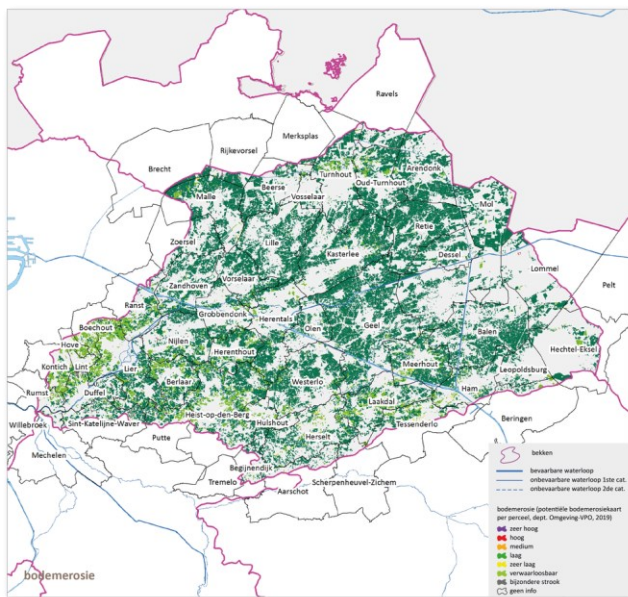 Ravels
Merksplas
Rijkevorsel
Brecht
Turnhout
Arendonk
Oud-Turnhout
Beerse
Malle
Vosselaar
Mol
Retie
Zoersel
Lille
Kasterlee
Dessel
Lommel
Pelt
Zandhoven
Vorselaar
Ranst
Grobbendonk
Herentals
Olen
Geel
Boechout
Balen
Hove
Nijlen
Herenthout
Hechtel-Eksel
Kontich
Lint
Lier
Meerhout
Leopoldsburg
Berlaar
Westerlo
Ham
Rumst
Duffel
Laakdal
Heist-op-den-Berg
Tessenderlo
Beringen
Willebroek
Sint-Katelijne-Waver
Hulshout
Putte
Herselt
Mechelen
Begijnendijk
Tremelo
Scherpenheuvel-Zichem
Aarschot
bekken
bevaarbare waterloop
onbevaarbare waterloop 1ste cat.
onbevaarbare waterloop 2de cat.
bodemerosie (potentiële bodemerosiekaart
per perceel, dept. Omgeving-VPO, 2019)
zeer hoog
hoog
medium
laag
zeer laag
verwaarloosbaar
bijzondere strook
geen info
bodemerosie